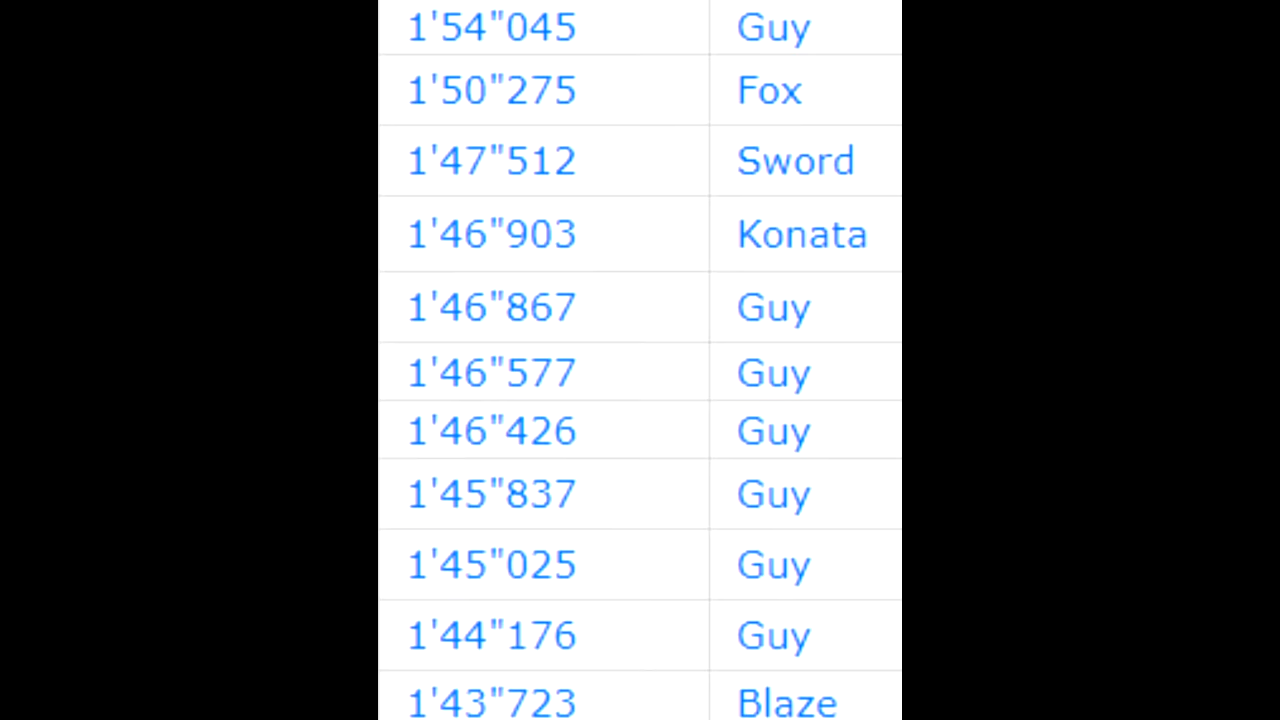 1'54"045 Guy
1'50"275 Fox
1'47"512 Sword
1'46"903 Konata
1'46"867 Guy
1'46"577 Guy
1'46"426 Guy
1'45"837 Guy
1'45"025 Guy
1'44"176 Guy
1'43"723 Blaze